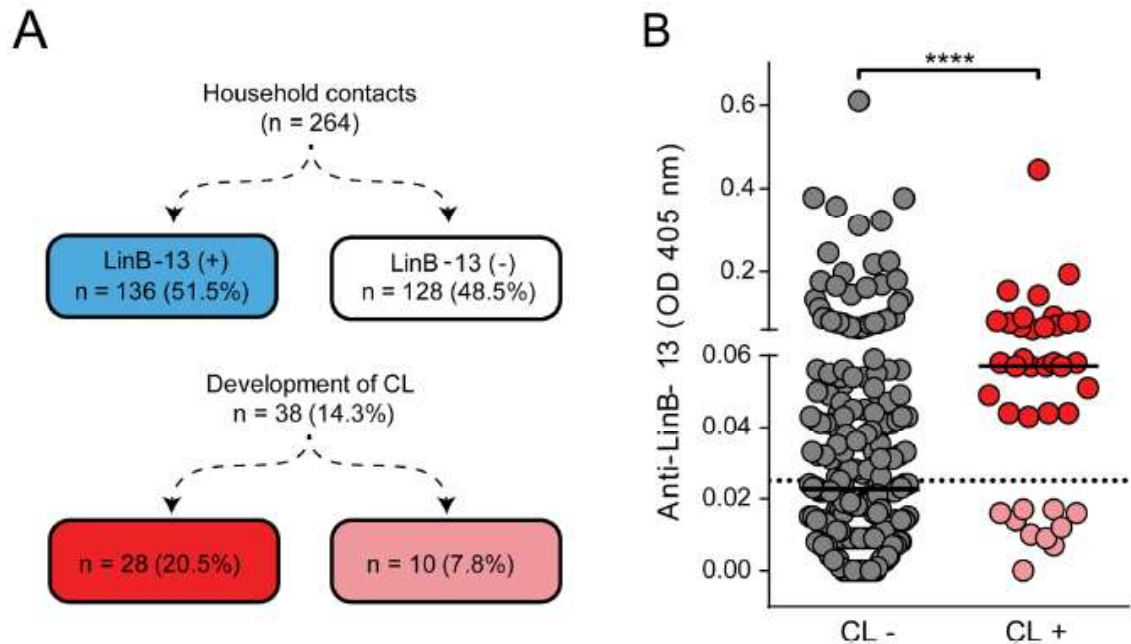 A
Household contacts
(n = 264)
LinB-13 (+)
n = 136 (51.5%)
LinB-13 (-)
n = 128 (48.5%)
Development of CL
n = 38 (14.3%)
n = 28 (20.5%)
n = 10 (7.8%)
B
****
Anti-LinB- 13 (OD 405 nm)
0.6
0.4
0.2
0.06
0.04
0.02
0.00
CL -
CL +